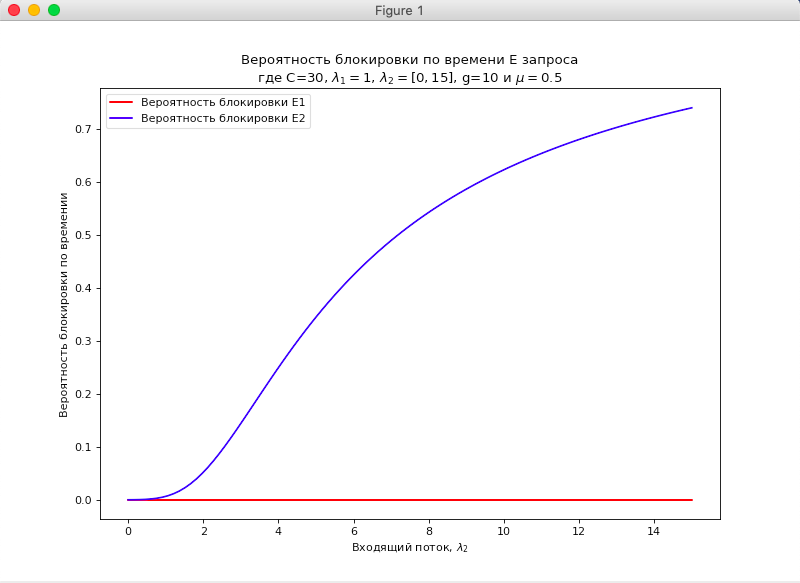 Figure 1
Вероятность блокировки по времени E запроса
где C=30, λ₁ = 1, λ₂ = [0, 15], g=10 и μ = 0.5
Вероятность блокировки E1
Вероятность блокировки E2
Вероятность блокировки по времении
0.7
0.6
0.5
0.4
0.3
0.2
0.1
0.0
0 2 4 6 8 10 12 14
Входящий поток, λ₂